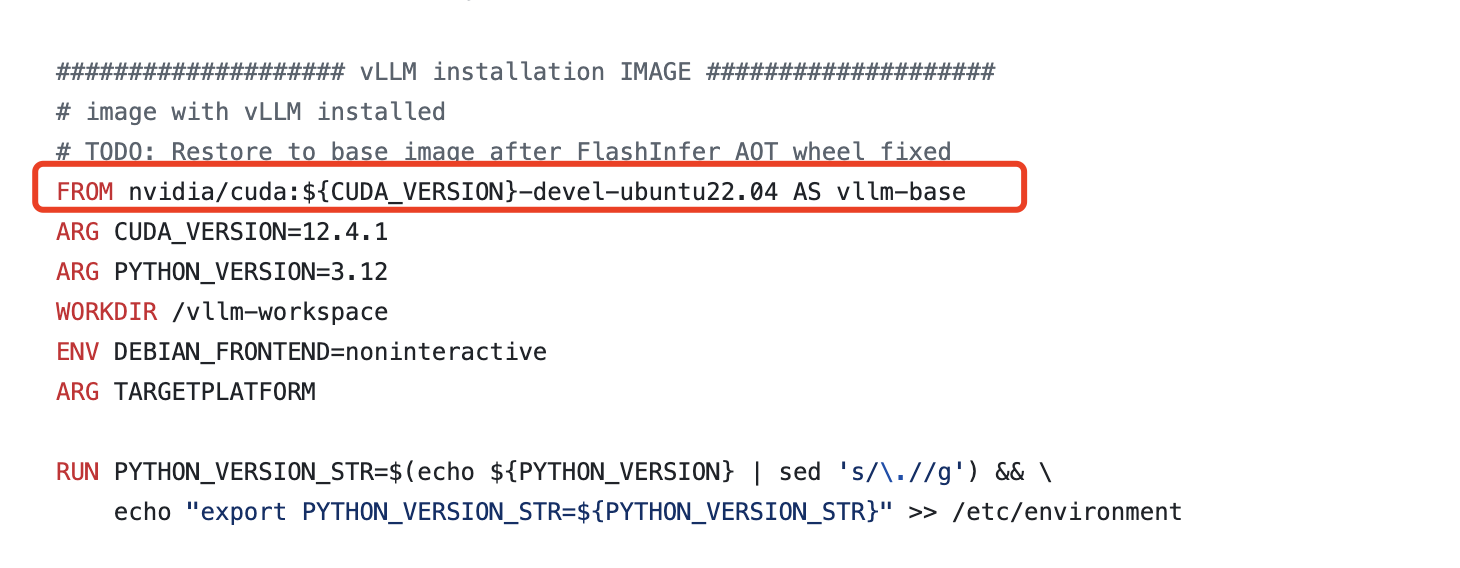 #################### vLLM installation IMAGE ####################
# image with vLLM installed
# TODO: Restore to base image after FlashInfer AOT wheel fixed
FROM nvidia/cuda:${CUDA_VERSION}-devel-ubuntu22.04 AS vllm-base
ARG CUDA_VERSION=12.4.1
ARG PYTHON_VERSION=3.12
WORKDIR /vllm-workspace
ENV DEBIAN_FRONTEND=noninteractive
ARG TARGETPLATFORM
RUN PYTHON_VERSION_STR=$(echo ${PYTHON_VERSION} | sed 's/\.//g') && \
    echo "export PYTHON_VERSION_STR=${PYTHON_VERSION_STR}" >> /etc/environment